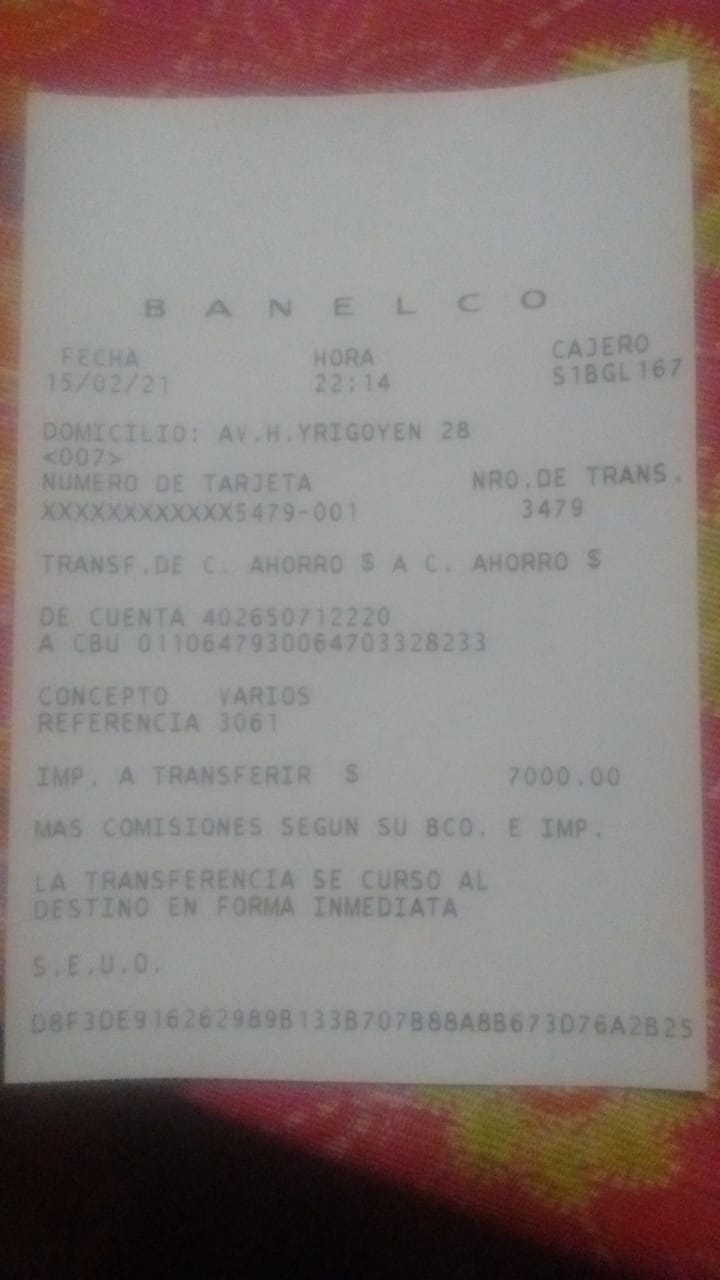 BANELCO
FECHA HORA CAJERO
15/02/21 22:14 S1BGL167
DOMICILIO: AV.H.YRIGOYEN 28
<007>
NUMERO DE TARJETA NRO.DE TRANS.
XXXXXXXXXXXX5479-001 3479
TRANSF.DE C. AHORRO $ A C. AHORRO $
DE CUENTA 402650712220
A CBU 0110647930064703328233
CONCEPTO VARIOS
REFERENCIA 3061
IMP. A TRANSFERIR $ 7000.00
MAS COMISIONES SEGUN SU BCO. E IMP.
LA TRANSFERENCIA SE CURSO AL
DESTINO EN FORMA INMEDIATA
S.E.U.O.
D8F3DE916262989B133B707B88A8B673D76A2B25